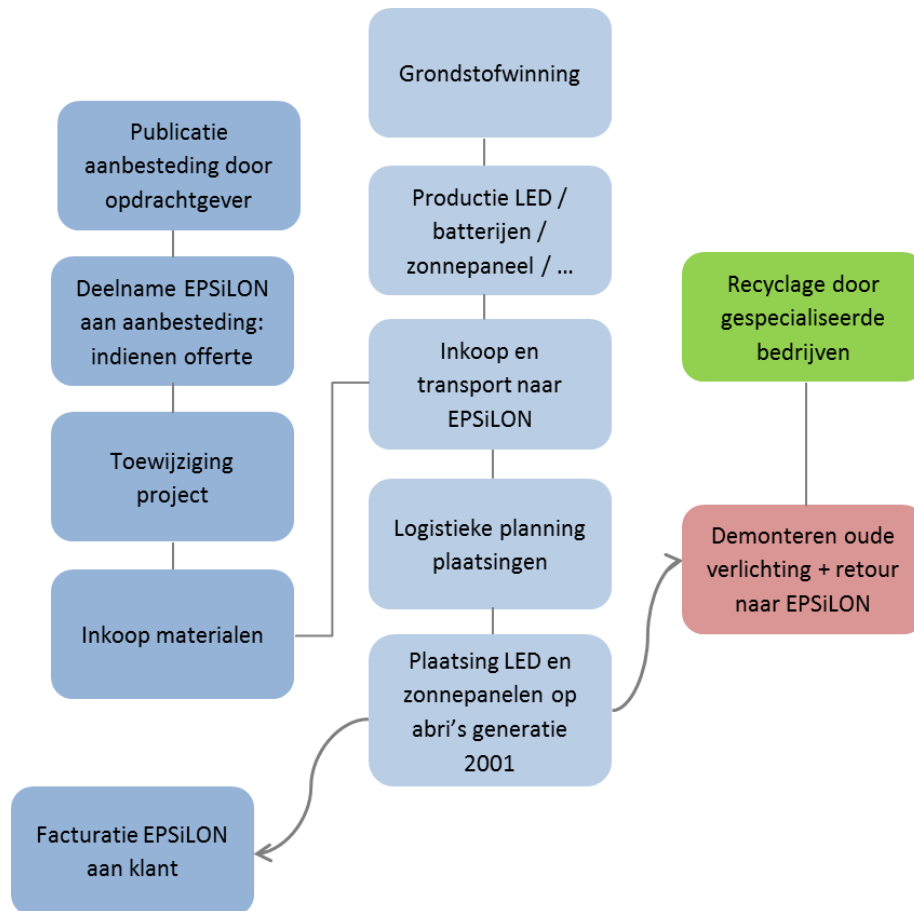 Grondstofwinning
Publicatie
aanbesteding door
opdrachtgever
Productie LED /
batterijen /
zonnepaneel / ...
Deelname EPSiLON
aan aanbesteding:
indienen offerte
Recyclage door
gespecialiseerde
bedrijven
Inkoop en
transport naar
EPSiLON
Toewijziging
project
Logistieke planning
plaatsingen
Demonteren oude
verlichting + retour
naar EPSiLON
Inkoop materialen
Plaatsing LED en
zonnepanelen op
abri's generatie
2001
Facturatie EPSiLON
aan klant